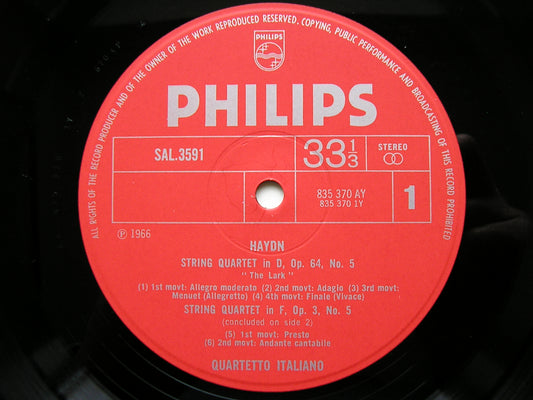 ALL RIGHTS OF THE RECORD PRODUCER AND OF THE OWNER OF THE WORK REPRODUCED RESERVED. COPYING, PUBLIC PERFORMANCE AND BROADCASTING OF THIS RECORD PROHIBITED
PHILIPS
PHILIPS
SAL.3591
33 1/3
STEREO
835 370 AY
835 370 1Y
1
℗ 1966
HAYDN
STRING QUARTET in D, Op. 64, No. 5
"The Lark"
(1) 1st movt: Allegro moderato (2) 2nd movt: Adagio (3) 3rd movt:
Menuet (Allegretto) (4) 4th movt: Finale (Vivace)
STRING QUARTET in F, Op. 3, No. 5
(concluded on side 2)
(5) 1st movt: Presto
(6) 2nd movt: Andante cantabile
QUARTETTO ITALIANO